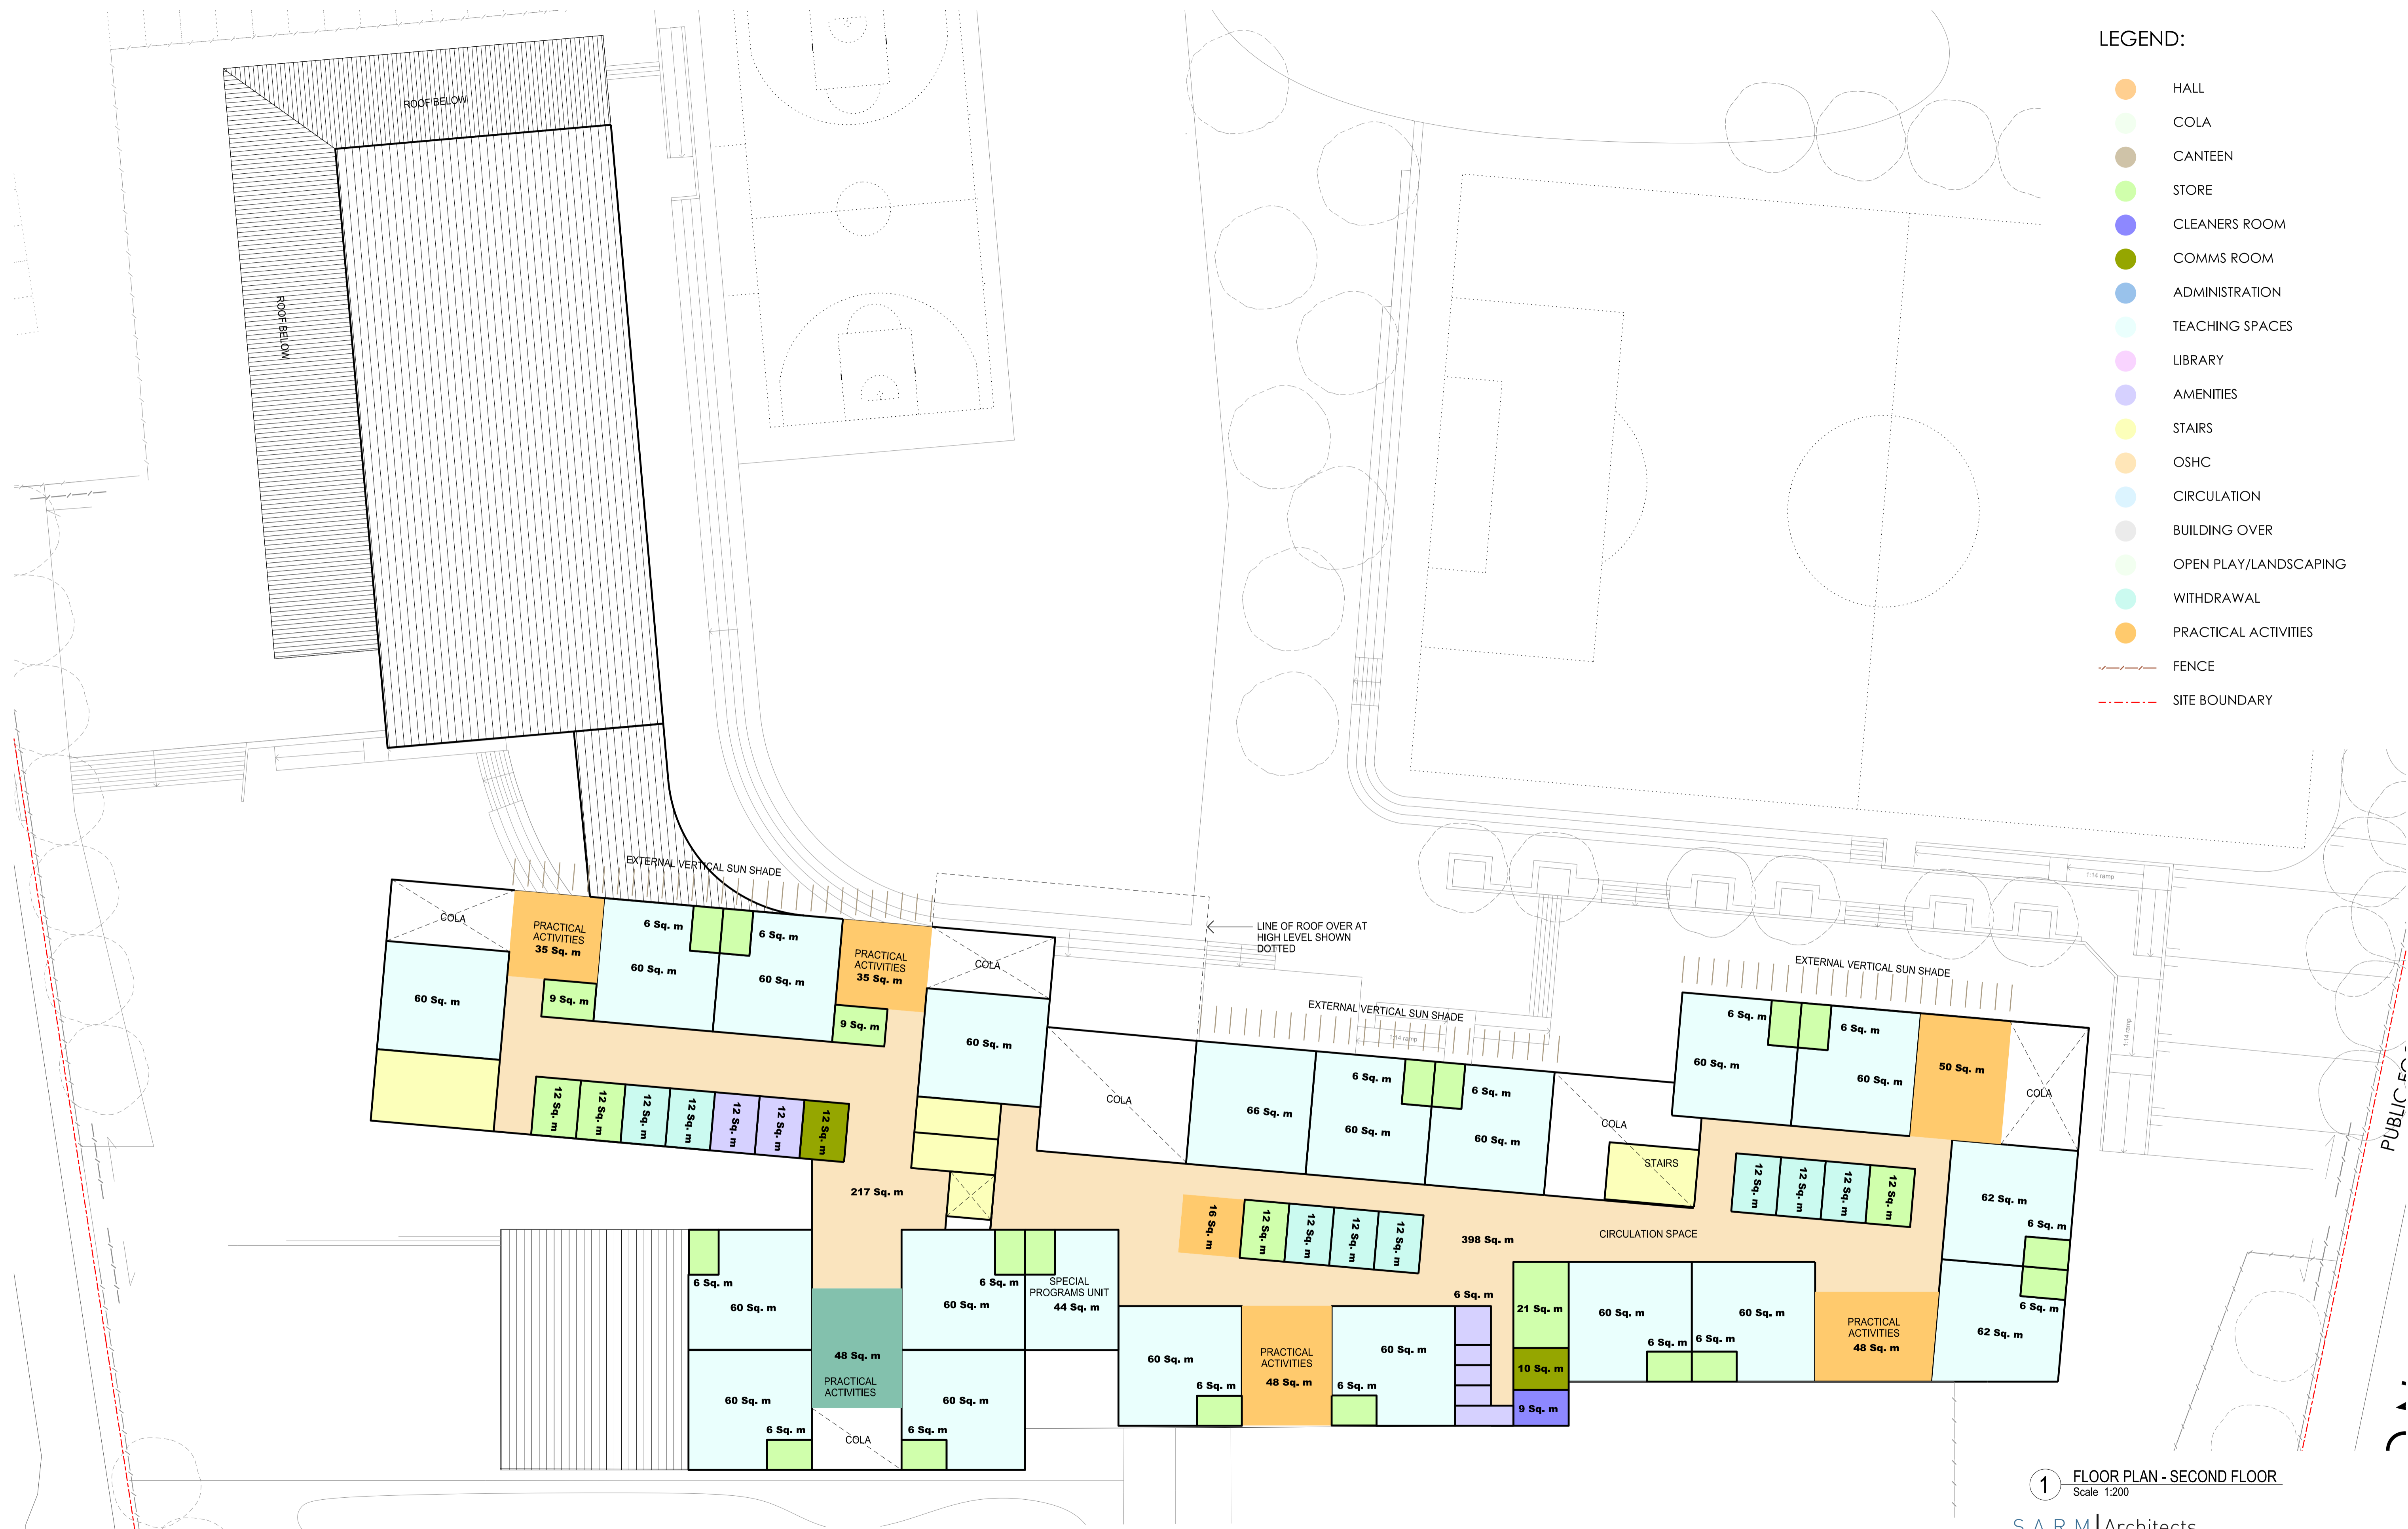 LEGEND:
HALL
COLA
CANTEEN
STORE
CLEANERS ROOM
COMMS ROOM
ADMINISTRATION
TEACHING SPACES
LIBRARY
AMENITIES
STAIRS
OSHC
CIRCULATION
BUILDING OVER
OPEN PLAY/LANDSCAPING
WITHDRAWAL
PRACTICAL ACTIVITIES
FENCE
SITE BOUNDARY
ROOF BELOW
ROOF BELOW
EXTERNAL VERTICAL SUN SHADE
COLA
PRACTICAL
ACTIVITIES
35 Sq. m
6 Sq. m
6 Sq. m
60 Sq. m
60 Sq. m
PRACTICAL
ACTIVITIES
35 Sq. m
COLA
60 Sq. m
9 Sq. m
9 Sq. m
60 Sq. m
12 Sq. m
12 Sq. m
12 Sq. m
12 Sq. m
12 Sq. m
12 Sq. m
12 Sq. m
217 Sq. m
LINE OF ROOF OVER AT
HIGH LEVEL SHOWN
DOTTED
EXTERNAL VERTICAL SUN SHADE
1:14 ramp
COLA
66 Sq. m
6 Sq. m
6 Sq. m
60 Sq. m
60 Sq. m
COLA
STAIRS
EXTERNAL VERTICAL SUN SHADE
1:14 ramp
1:14 ramp
6 Sq. m
6 Sq. m
60 Sq. m
60 Sq. m
50 Sq. m
COLA
12 Sq. m
12 Sq. m
12 Sq. m
12 Sq. m
62 Sq. m
6 Sq. m
6 Sq. m
62 Sq. m
16 Sq. m
12 Sq. m
12 Sq. m
12 Sq. m
12 Sq. m
398 Sq. m
CIRCULATION SPACE
6 Sq. m
60 Sq. m
6 Sq. m
60 Sq. m
SPECIAL
PROGRAMS UNIT
44 Sq. m
48 Sq. m
PRACTICAL
ACTIVITIES
60 Sq. m
6 Sq. m
60 Sq. m
6 Sq. m
COLA
60 Sq. m
6 Sq. m
PRACTICAL
ACTIVITIES
48 Sq. m
60 Sq. m
6 Sq. m
6 Sq. m
21 Sq. m
10 Sq. m
9 Sq. m
60 Sq. m
60 Sq. m
6 Sq. m
6 Sq. m
PRACTICAL
ACTIVITIES
48 Sq. m
PUBLIC
1
FLOOR PLAN - SECOND FLOOR
Scale 1:200
S A R M Architects